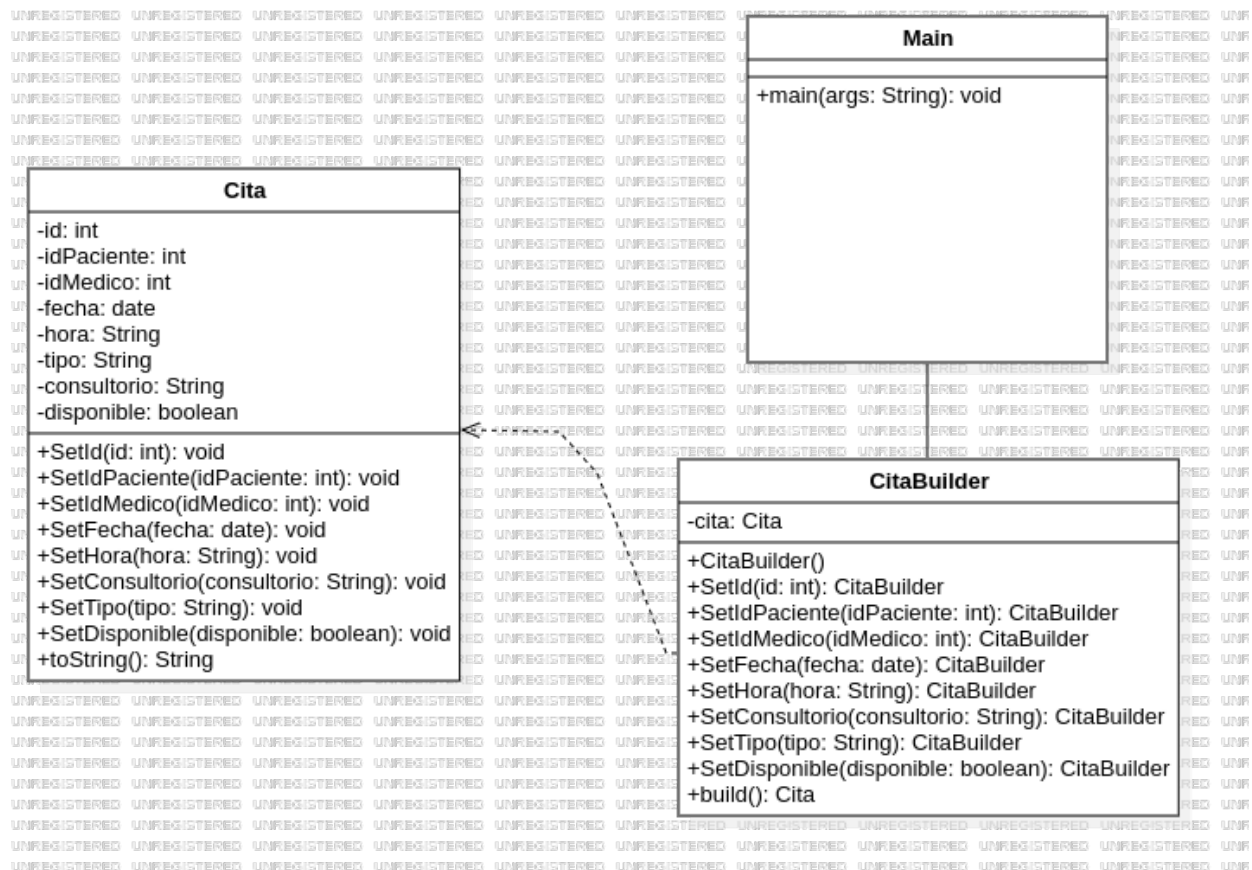 Main
+main(args: String): void
Cita
-id: int
-idPaciente: int
-idMedico: int
-fecha: date
-hora: String
-tipo: String
-consultorio: String
-disponible: boolean
+SetId(id: int): void
+SetIdPaciente(idPaciente: int): void
+SetIdMedico(idMedico: int): void
+SetFecha(fecha: date): void
+SetHora(hora: String): void
+SetConsultorio(consultorio: String): void
+SetTipo(tipo: String): void
+SetDisponible(disponible: boolean): void
+toString(): String
CitaBuilder
-cita: Cita
+CitaBuilder()
+SetId(id: int): CitaBuilder
+SetIdPaciente(idPaciente: int): CitaBuilder
+SetIdMedico(idMedico: int): CitaBuilder
+SetFecha(fecha: date): CitaBuilder
+SetHora(hora: String): CitaBuilder
+SetConsultorio(consultorio: String): CitaBuilder
+SetTipo(tipo: String): CitaBuilder
+SetDisponible(disponible: boolean): CitaBuilder
+build(): Cita
UNREGISTERED